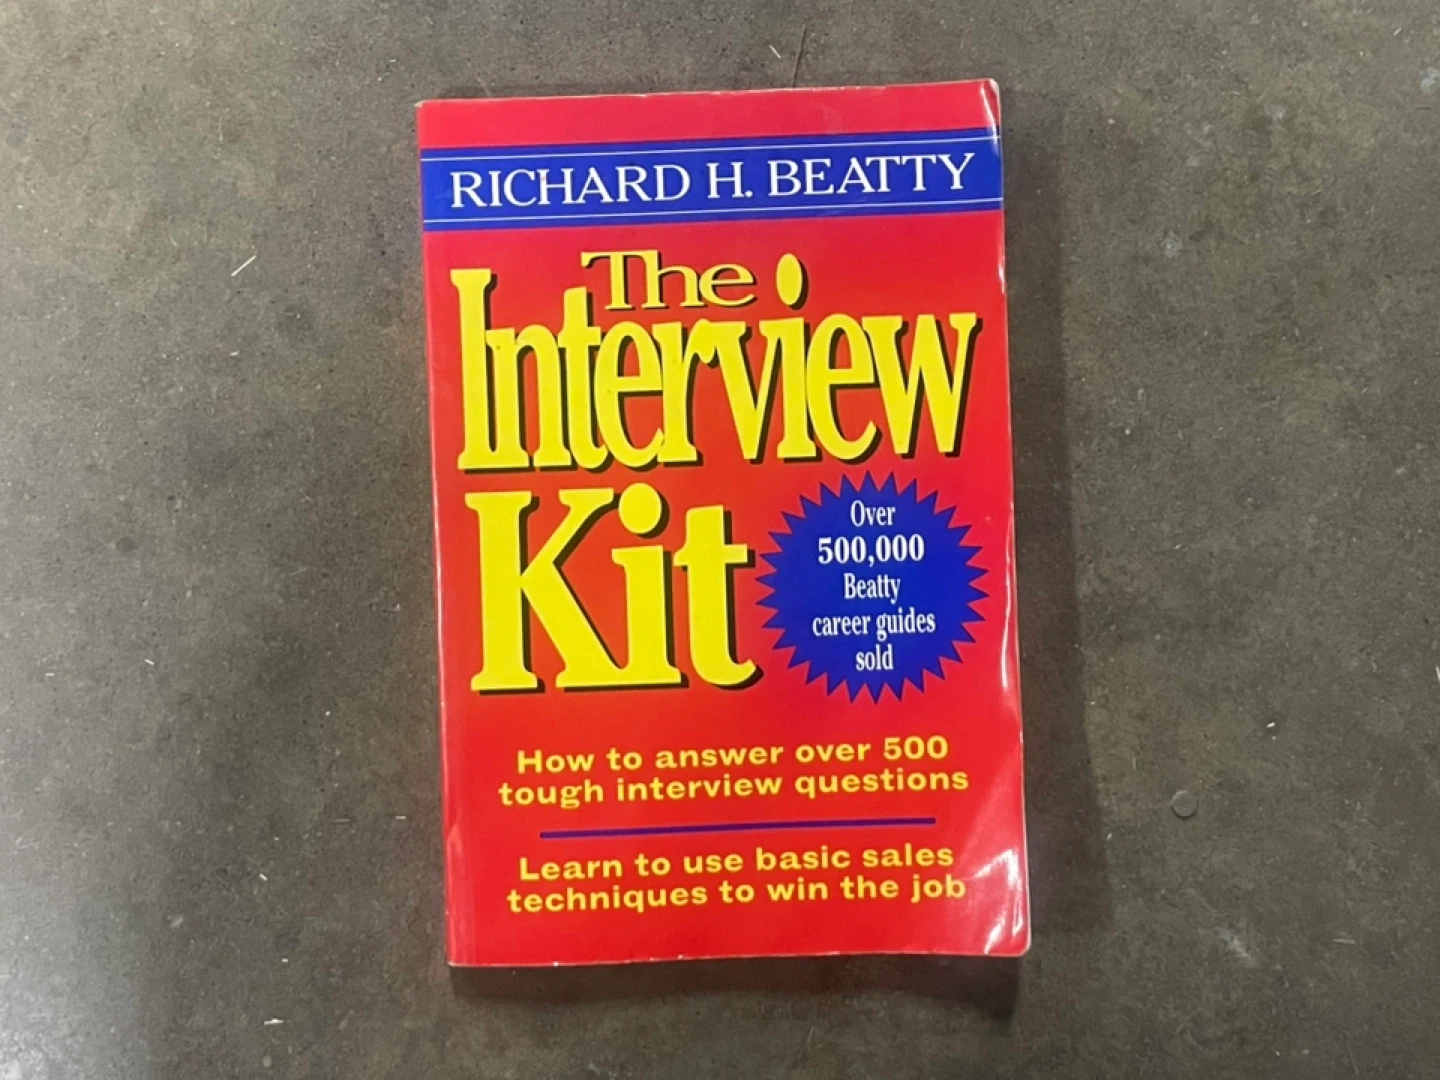 RICHARD H. BEATTY
The
Interview
Kit
Over
500,000
Beatty
career guides
sold
How to answer over 500
tough interview questions
Learn to use basic sales
techniques to win the job